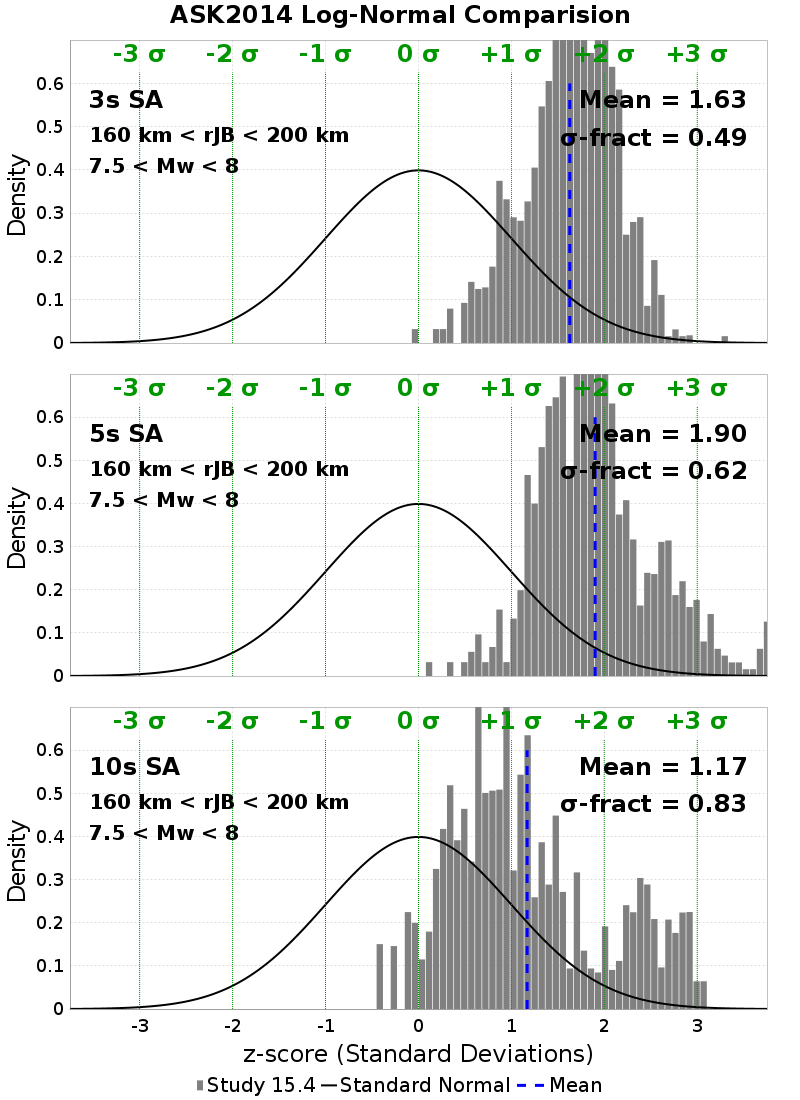 ASK2014 Log-Normal Comparision
-3 σ -2 σ -1 σ 0 σ +1 σ +2 σ +3 σ
3s SA
160 km < rJB < 200 km
7.5 < Mw < 8
Mean = 1.63
σ-fract = 0.49
Density
0.6
0.5
0.4
0.3
0.2
0.1
0
-3 σ -2 σ -1 σ 0 σ +1 σ +2 σ +3 σ
5s SA
160 km < rJB < 200 km
7.5 < Mw < 8
Mean = 1.90
σ-fract = 0.62
Density
0.6
0.5
0.4
0.3
0.2
0.1
0
-3 σ -2 σ -1 σ 0 σ +1 σ +2 σ +3 σ
10s SA
160 km < rJB < 200 km
7.5 < Mw < 8
Mean = 1.17
σ-fract = 0.83
Density
0.6
0.5
0.4
0.3
0.2
0.1
0
-3 -2 -1 0 1 2 3
z-score (Standard Deviations)
Study 15.4 Standard Normal Mean